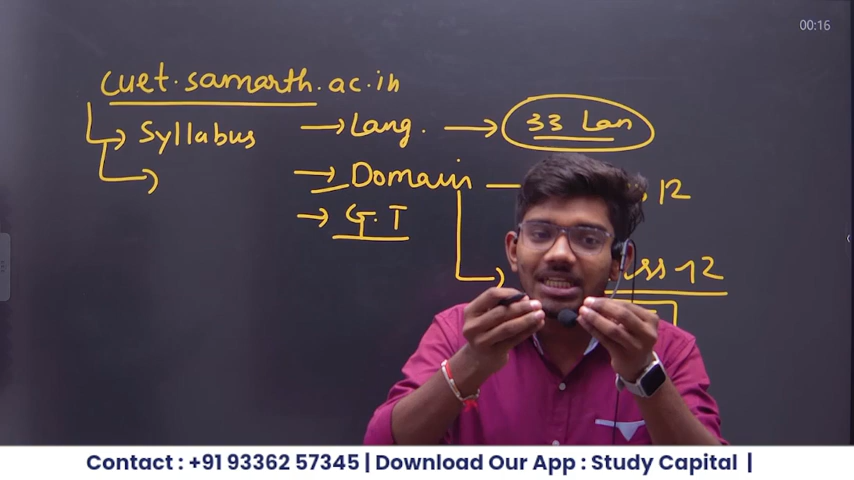 00:16
cuet.samarth.ac.in
Syllabus → Lang. → 33 Lan
→ Domain 12
→ G.T
ss 12
Contact : +91 93362 57345 | Download Our App : Study Capital |